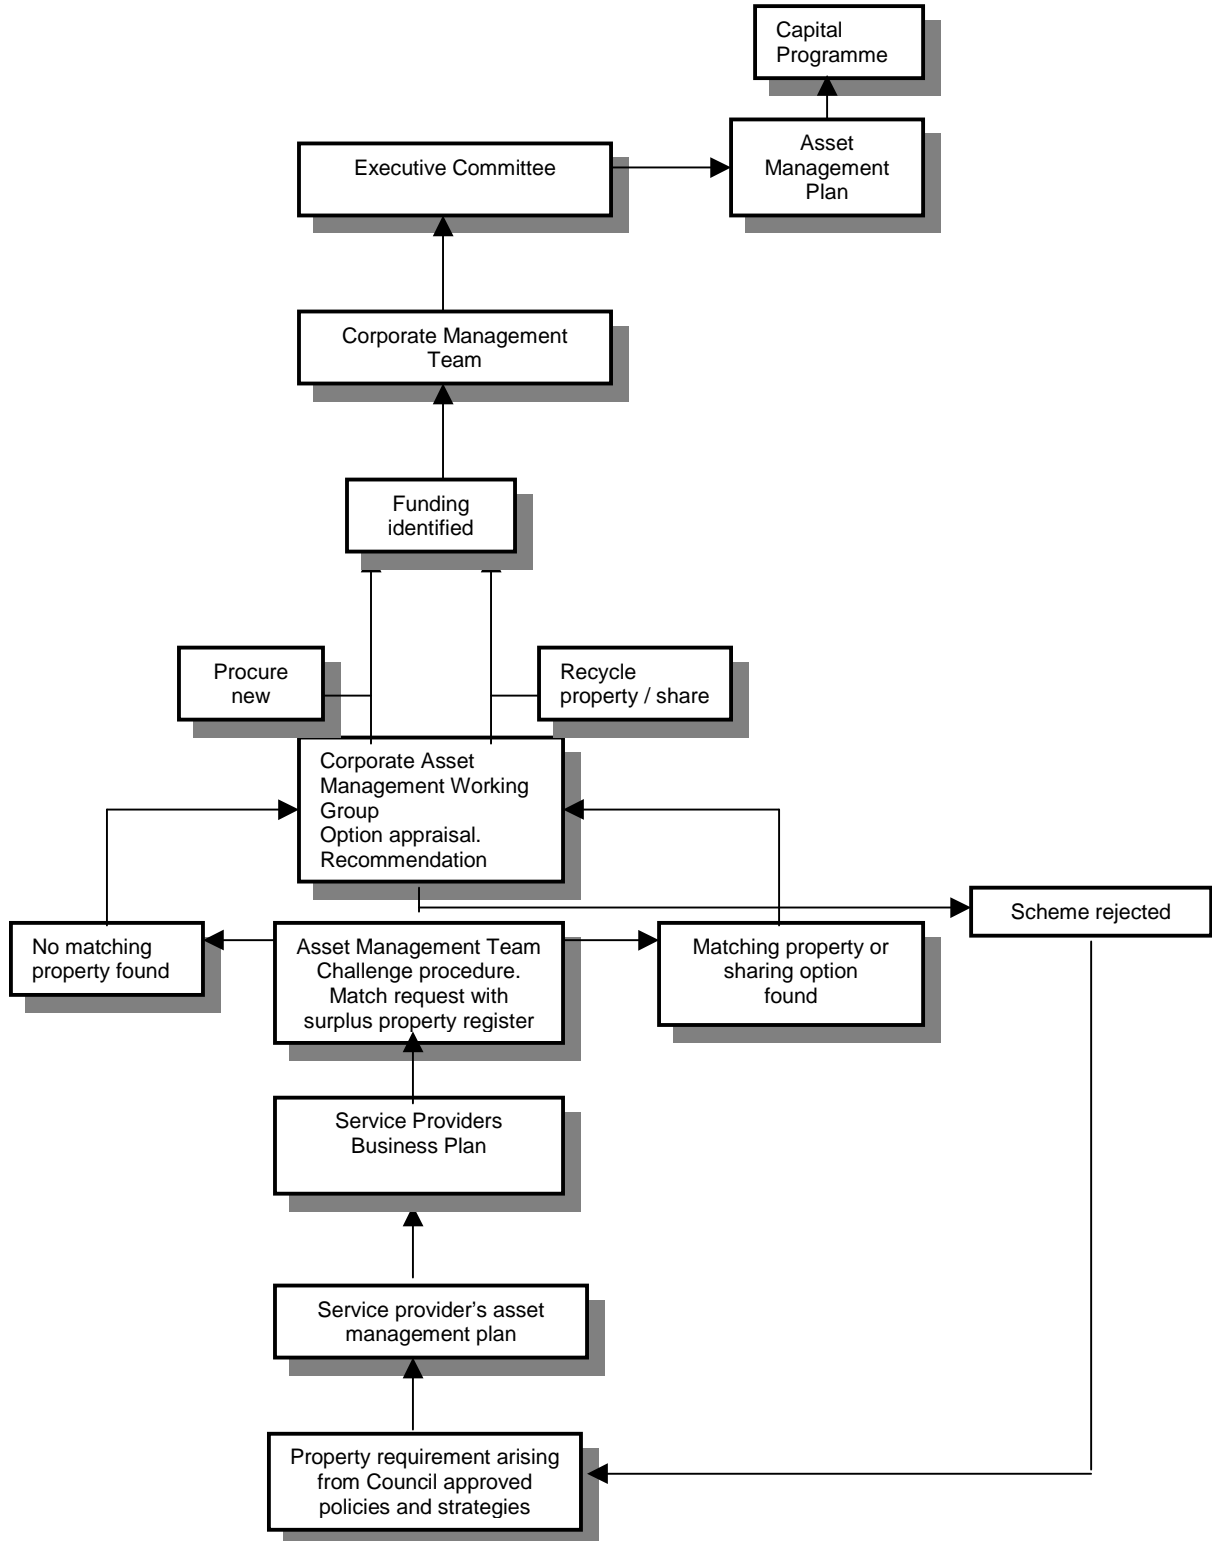 Capital
Programme
Asset
Management
Plan
Executive Committee
Corporate Management
Team
Funding
identified
Procure
new
Recycle
property / share
Corporate Asset
Management Working
Group
Option appraisal.
Recommendation
Scheme rejected
No matching
property found
Asset Management Team
Challenge procedure.
Match request with
surplus property register
Matching property or
sharing option
found
Service Providers
Business Plan
Service provider’s asset
management plan
Property requirement arising
from Council approved
policies and strategies